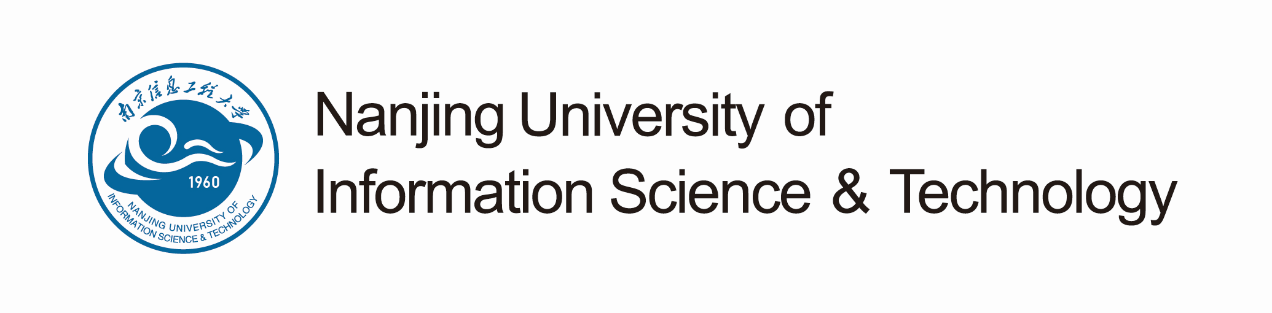 南京信息工程大学
1960
NANJING UNIVERSITY OF
INFORMATION SCIENCE & TECHNOLOGY
Nanjing University of
Information Science & Technology